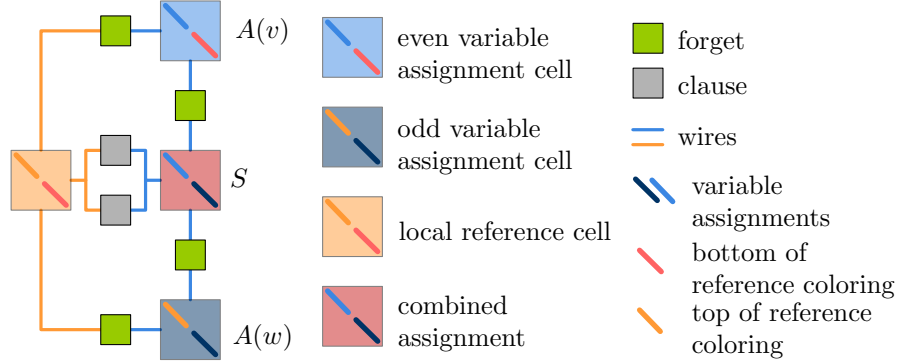 A(v)
S
A(w)
even variable
assignment cell
odd variable
assignment cell
local reference cell
combined
assignment
forget
clause
wires
variable
assignments
bottom of
reference coloring
top of reference
coloring